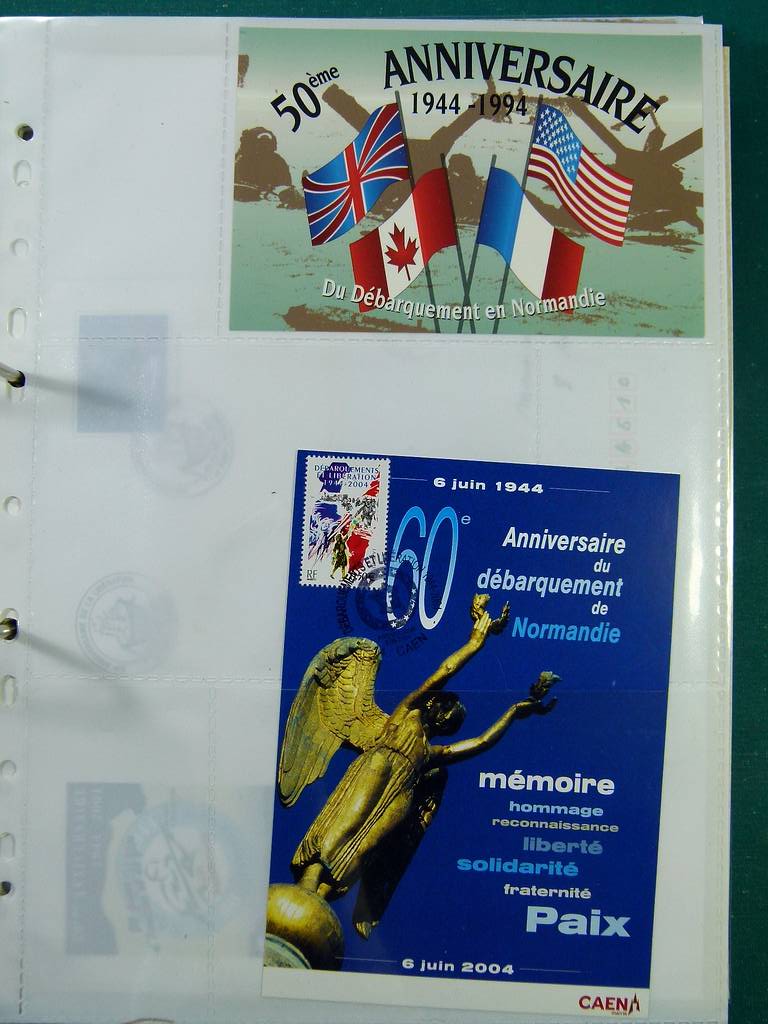 50ème ANNIVERSAIRE
1944-1994
Du Débarquement en Normandie
DÉBARQUEMENTS
ET LIBÉRATION
1944-2004
RF
6 juin 1944
60e
Anniversaire
du
débarquement
de
Normandie
CAEN
mémoire
hommage
reconnaissance
liberté
solidarité
fraternité
Paix
6 juin 2004
CAEN